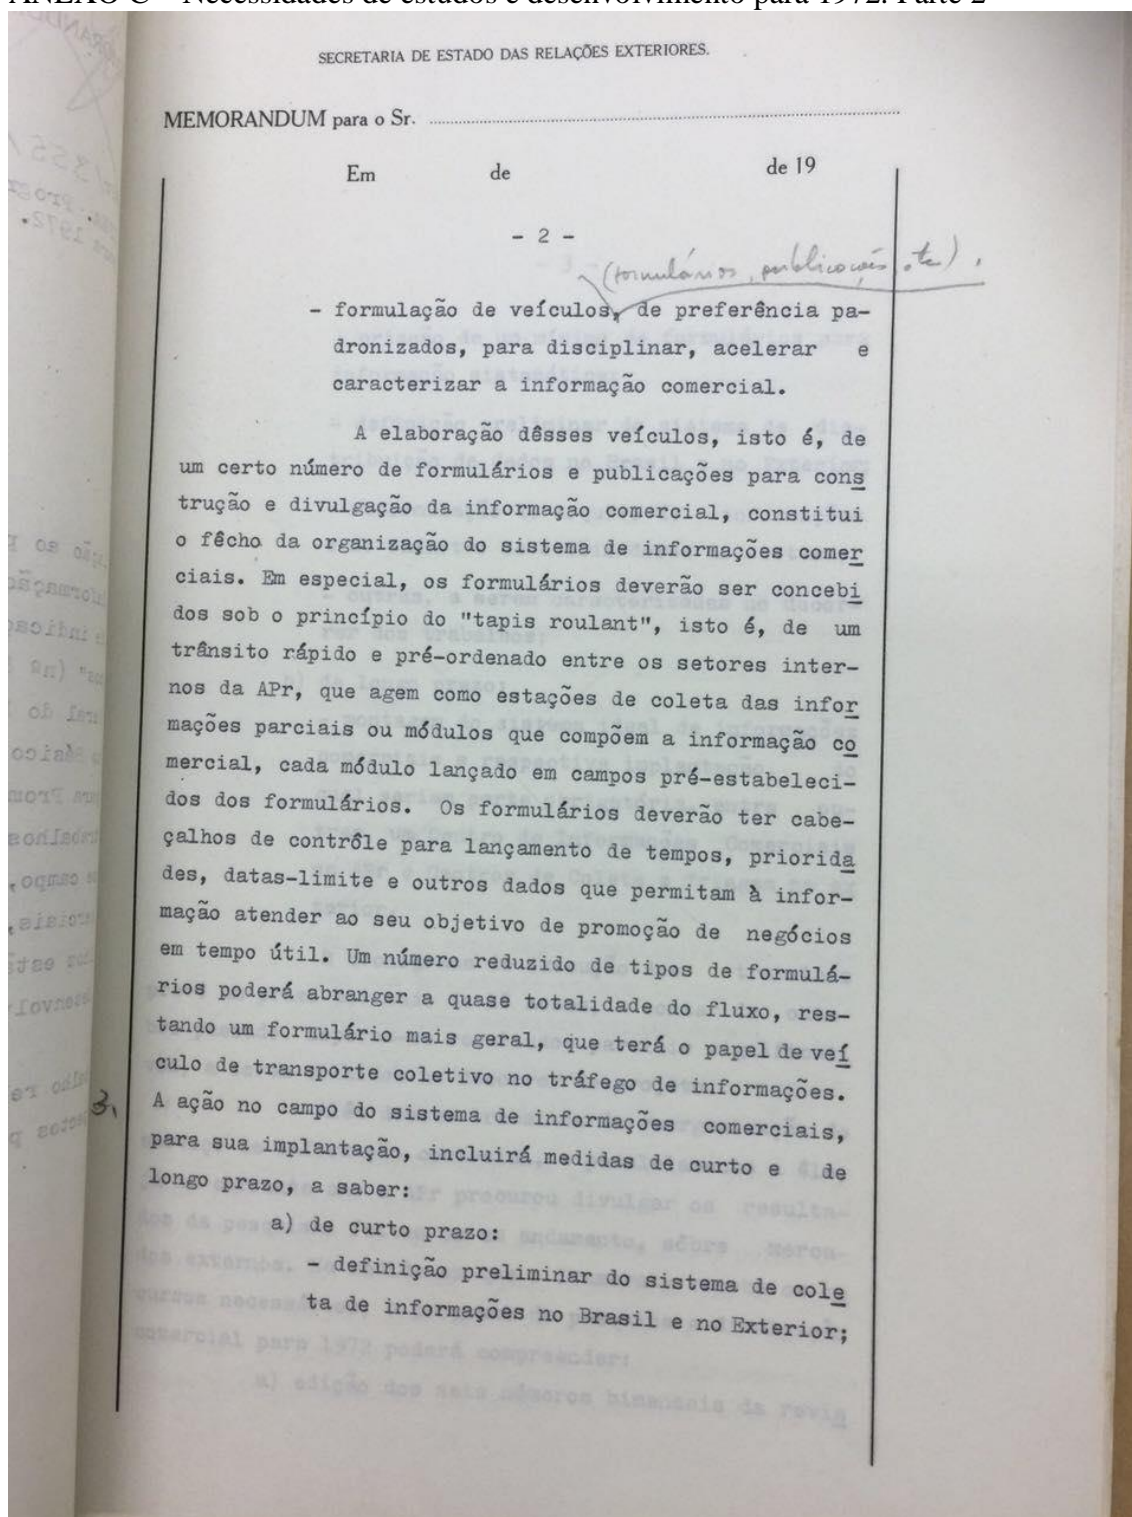 ANEXO C – Necessidades de estudos e desenvolvimento para 1972. Parte 2
SECRETARIA DE ESTADO DAS RELAÇÕES EXTERIORES.
MEMORANDUM para o Sr.
Em de de 19
- 2 -
(formulários, publicações, etc).
- formulação de veículos, de preferência pa-
dronizados, para disciplinar, acelerar e
caracterizar a informação comercial.
A elaboração dêsses veículos, isto é, de
um certo número de formulários e publicações para cons
trução e divulgação da informação comercial, constitui
o fêcho da organização do sistema de informações comer
ciais. Em especial, os formulários deverão ser concebi
dos sob o princípio do "tapis roulant", isto é, de um
trânsito rápido e pré-ordenado entre os setores inter-
nos da APr, que agem como estações de coleta das infor
mações parciais ou módulos que compõem a informação co
mercial, cada módulo lançado em campos pré-estabeleci-
dos dos formulários. Os formulários deverão ter cabe-
çalhos de contrôle para lançamento de tempos, priorida
des, datas-limite e outros dados que permitam à infor-
mação atender ao seu objetivo de promoção de negócios
em tempo útil. Um número reduzido de tipos de formulá-
rios poderá abranger a quase totalidade do fluxo, res-
tando um formulário mais geral, que terá o papel de veí
culo de transporte coletivo no tráfego de informações.
3. A ação no campo do sistema de informações comerciais,
para sua implantação, incluirá medidas de curto e de
longo prazo, a saber:
a) de curto prazo:
- definição preliminar do sistema de cole
ta de informações no Brasil e no Exterior;